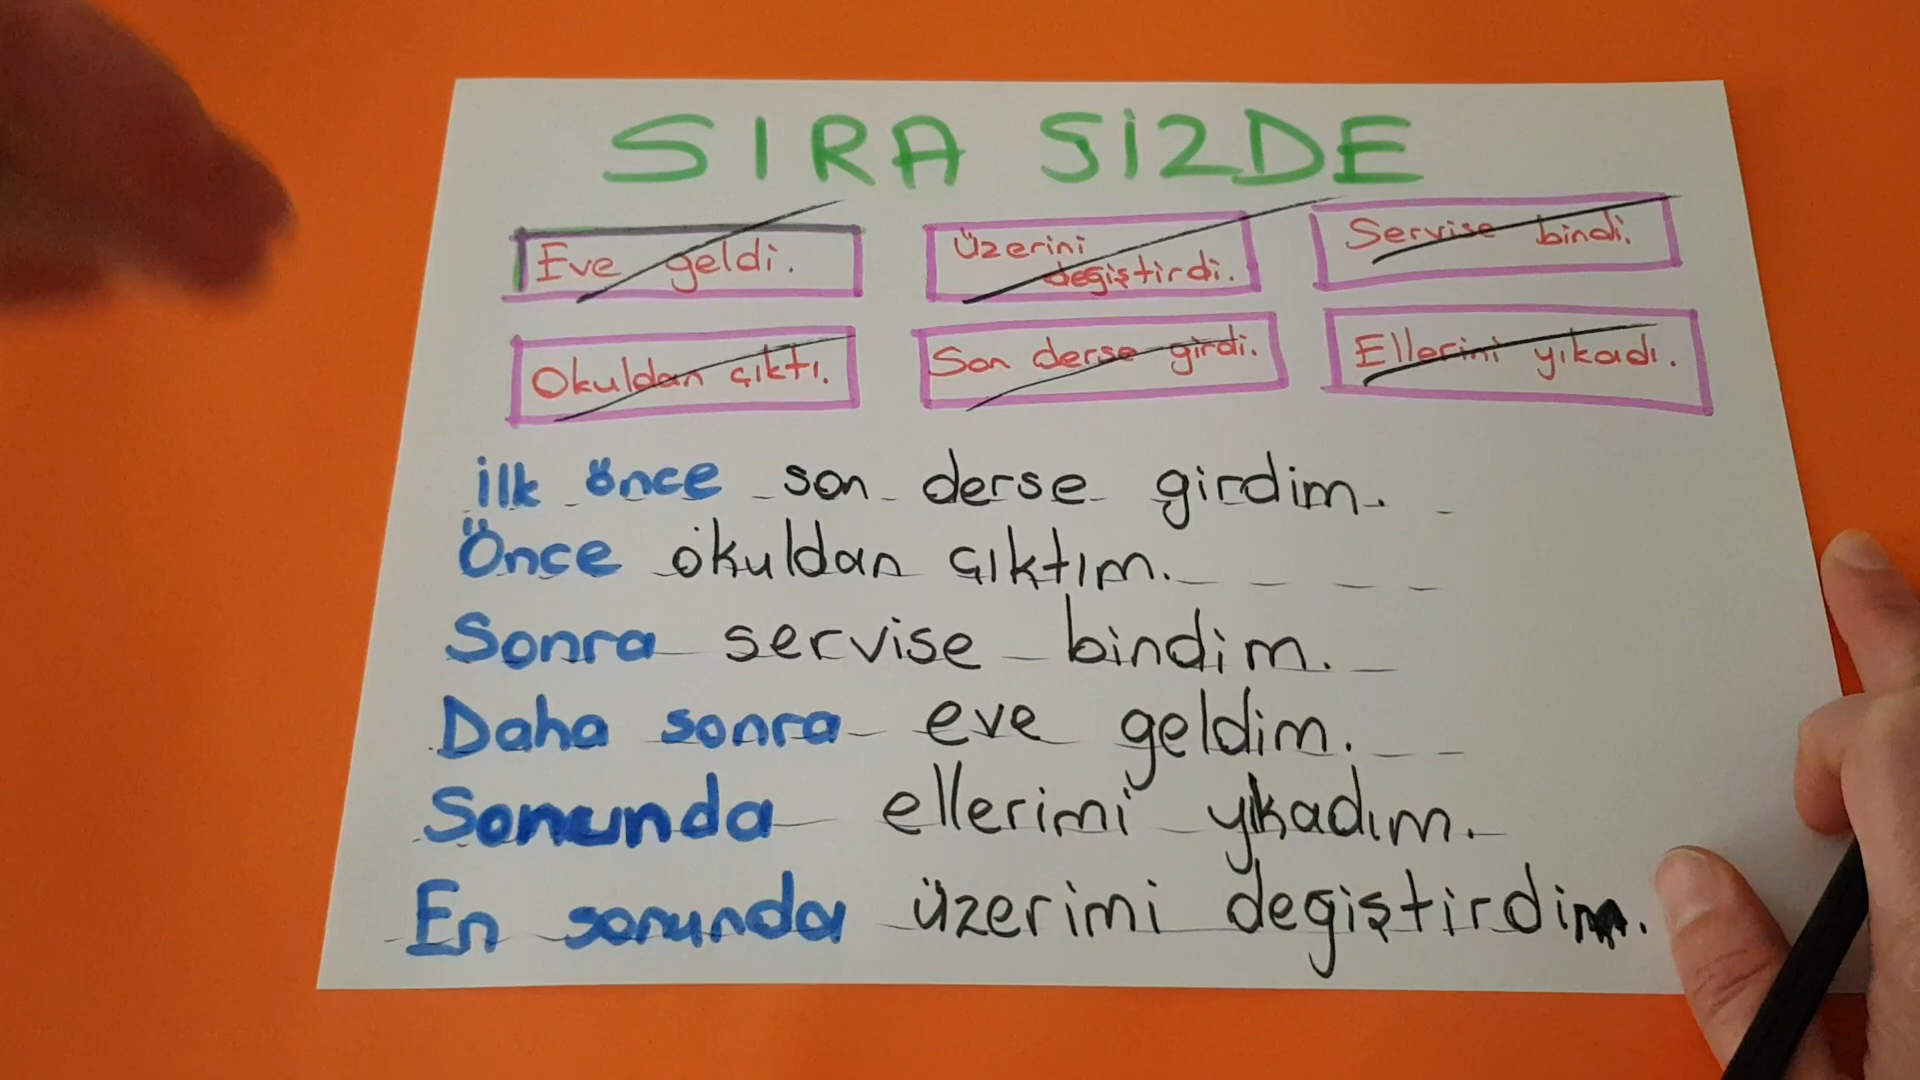 SIRA SİZDE
Eve geldi.
Üzerini
değiştirdi.
Servise bindi.
Okuldan çıktı.
Son derse girdi.
Ellerini yıkadı.
İlk önce son derse girdim.
Önce okuldan çıktım.
Sonra servise bindim.
Daha sonra eve geldim.
Sonunda ellerimi yıkadım.
En sonunda üzerimi değiştirdim.